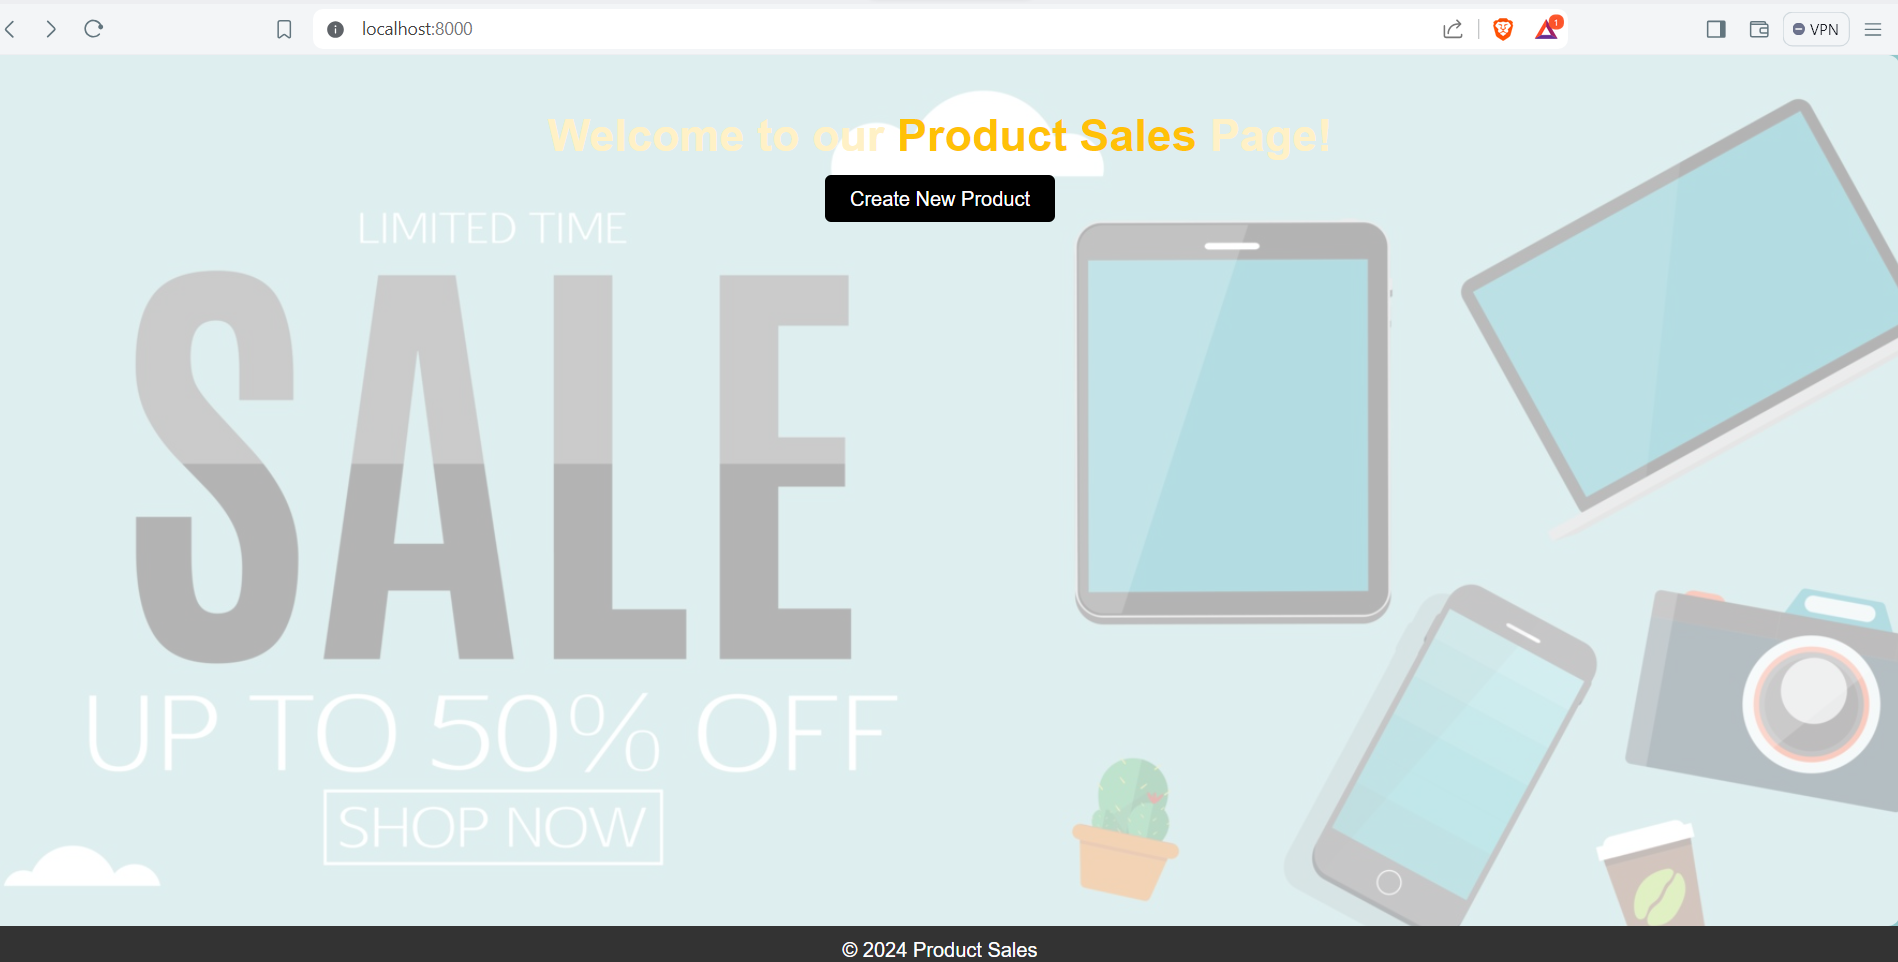 localhost:8000
1
VPN
Welcome to our Product Sales Page!
Create New Product
LIMITED TIME
SALE
UP TO 50% OFF
SHOP NOW
© 2024 Product Sales